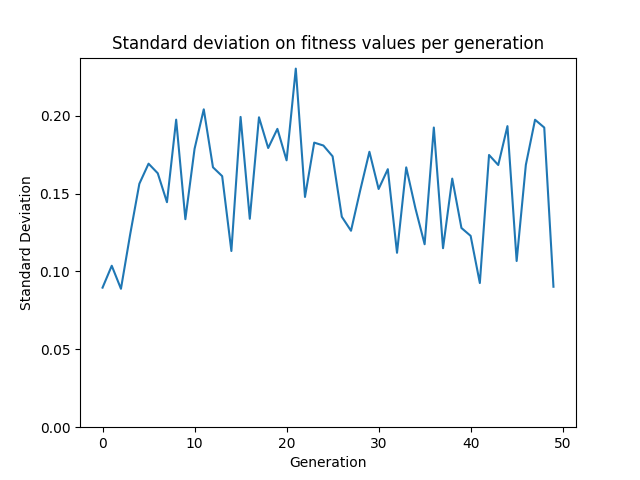 Standard deviation on fitness values per generation
Standard Deviation
0.20
0.15
0.10
0.05
0.00
0 10 20 30 40 50
Generation